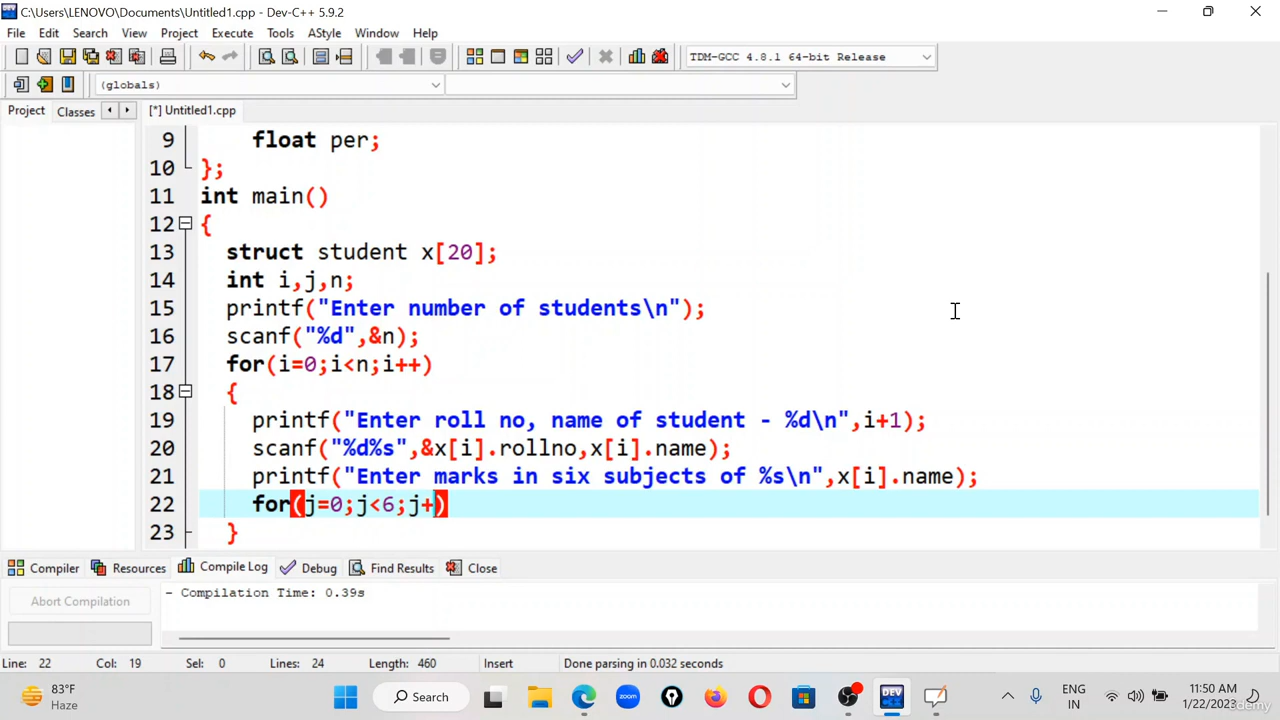 C:\Users\LENOVO\Documents\Untitled1.cpp - Dev-C++ 5.9.2
File Edit Search View Project Execute Tools AStyle Window Help
TDM-GCC 4.8.1 64-bit Release
(globals)
Project Classes [*] Untitled1.cpp
9 float per;
10 };
11 int main()
12 {
13 struct student x[20];
14 int i,j,n;
15 printf("Enter number of students\n");
16 scanf("%d",&n);
17 for(i=0;i<n;i++)
18 {
19 printf("Enter roll no, name of student - %d\n",i+1);
20 scanf("%d%s",&x[i].rollno,x[i].name);
21 printf("Enter marks in six subjects of %s\n",x[i].name);
22 for(j=0;j<6;j+)
23 }
Compiler Resources Compile Log Debug Find Results Close
Abort Compilation
- Compilation Time: 0.39s
Line: 22 Col: 19 Sel: 0 Lines: 24 Length: 460 Insert Done parsing in 0.032 seconds
83°F
Haze
Search
zoom
DEV
ENG
IN
11:50 AM
1/22/2023